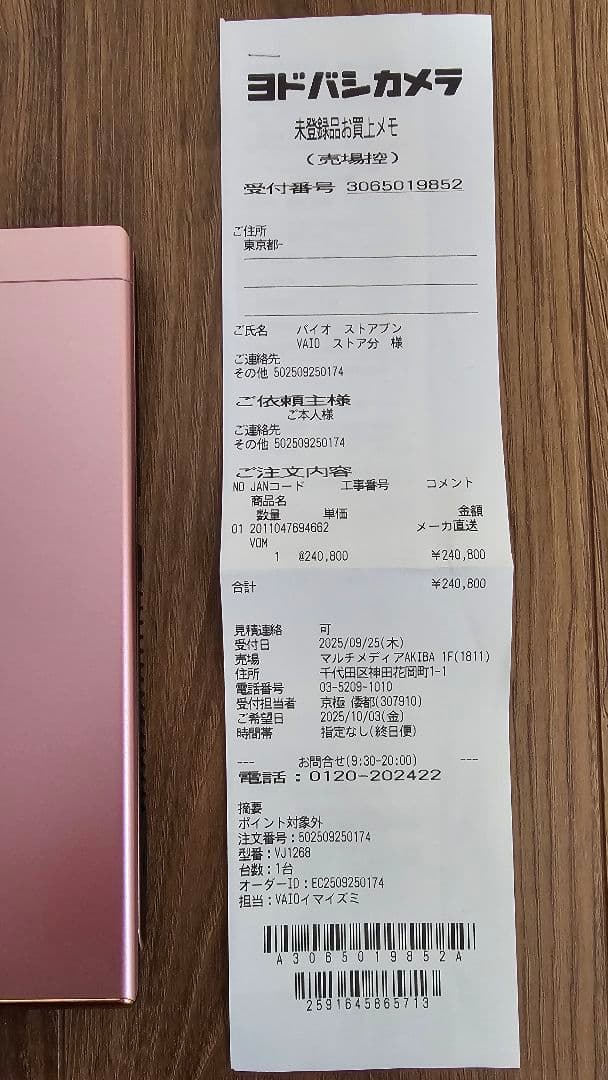 ヨドバシカメラ
未登録品お買上メモ
(売場控)
受付番号 3065019852
ご住所
東京都-
ご氏名 バイオ ストアブン
VAIO ストア分 様
ご連絡先
その他 502509250174
ご依頼主様
ご本人様
ご連絡先
その他 502509250174
ご注文内容
NO JANコード 工事番号 コメント
商品名
数量 単価 金額
01 2011047694662 メーカ直送
VOM
1 @240,800 ¥240,800
合計 ¥240,800
見積連絡 可
受付日 2025/09/25(木)
売場 マルチメディアAKIBA 1F(1811)
住所 千代田区神田花岡町1-1
電話番号 03-5209-1010
受付担当者 京極 倭都(307910)
ご希望日 2025/10/03(金)
時間帯 指定なし(終日便)
--- お問合せ(9:30-20:00) ---
電話:0120-202422
摘要
ポイント対象外
注文番号:502509250174
型番:VJ1268
台数:1台
オーダーID:EC2509250174
担当:VAIOイマイズミ
A3065019852A
2591645865713